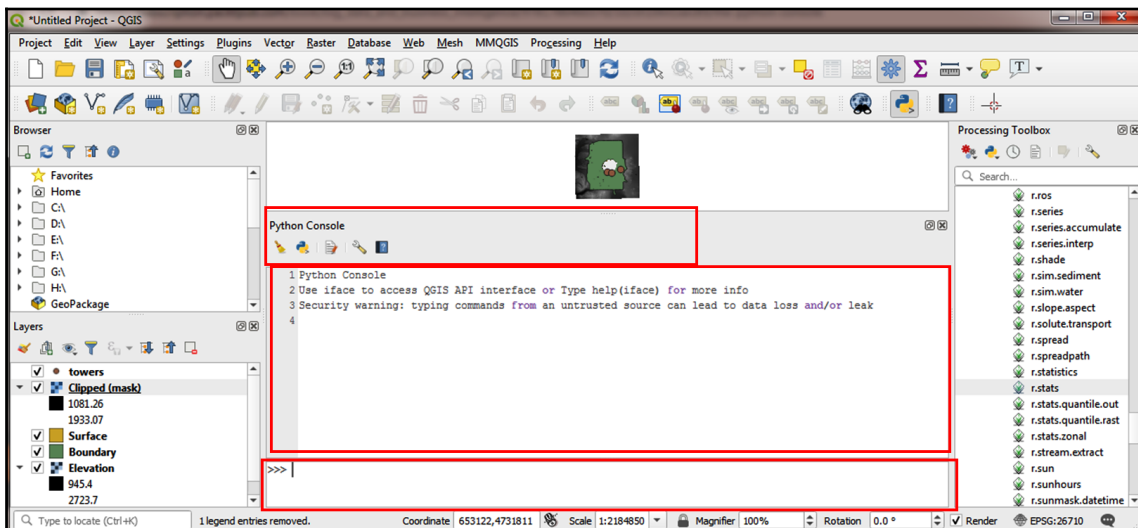 *Untitled Project - QGIS
Project Edit View Layer Settings Plugins Vector Raster Database Web Mesh MMQGIS Processing Help
Browser
Favorites
Home
C:\
D:\
E:\
F:\
G:\
H:\
GeoPackage
Layers
towers
Clipped (mask)
1081.26
1933.07
Surface
Boundary
Elevation
945.4
2723.7
Python Console
1 Python Console
2 Use iface to access QGIS API interface or Type help(iface) for more info
3 Security warning: typing commands from an untrusted source can lead to data loss and/or leak
4
>>>
Processing Toolbox
Search...
r.ros
r.series
r.series.accumulate
r.series.interp
r.shade
r.sim.sediment
r.sim.water
r.slope.aspect
r.solute.transport
r.spread
r.spreadpath
r.statistics
r.stats
r.stats.quantile.out
r.stats.quantile.rast
r.stats.zonal
r.stream.extract
r.sun
r.sunhours
r.sunmask.datetime
Type to locate (Ctrl+K) 1 legend entries removed. Coordinate 653122,4731811 Scale 1:2184850 Magnifier 100% Rotation 0.0 ° Render EPSG:26710